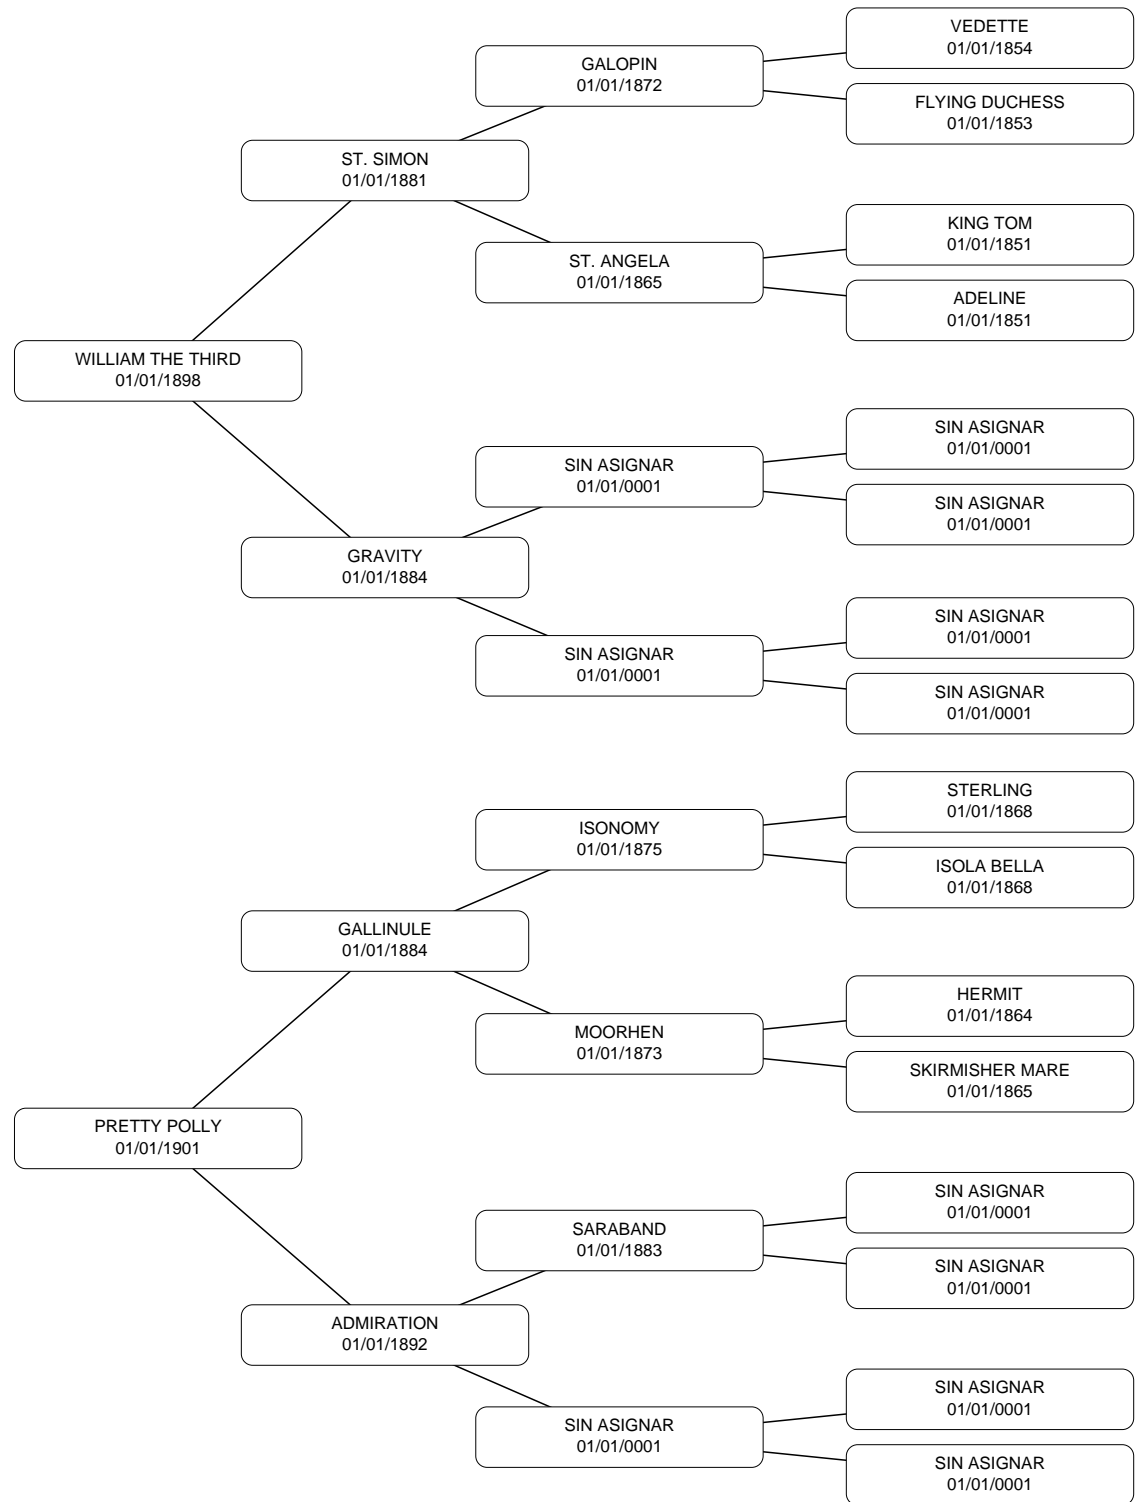 VEDETTE
01/01/1854
GALOPIN
01/01/1872
FLYING DUCHESS
01/01/1853
ST. SIMON
01/01/1881
KING TOM
01/01/1851
ST. ANGELA
01/01/1865
ADELINE
01/01/1851
WILLIAM THE THIRD
01/01/1898
SIN ASIGNAR
01/01/0001
SIN ASIGNAR
01/01/0001
SIN ASIGNAR
01/01/0001
GRAVITY
01/01/1884
SIN ASIGNAR
01/01/0001
SIN ASIGNAR
01/01/0001
SIN ASIGNAR
01/01/0001
STERLING
01/01/1868
ISONOMY
01/01/1875
ISOLA BELLA
01/01/1868
GALLINULE
01/01/1884
HERMIT
01/01/1864
MOORHEN
01/01/1873
SKIRMISHER MARE
01/01/1865
PRETTY POLLY
01/01/1901
SIN ASIGNAR
01/01/0001
SARABAND
01/01/1883
SIN ASIGNAR
01/01/0001
ADMIRATION
01/01/1892
SIN ASIGNAR
01/01/0001
SIN ASIGNAR
01/01/0001
SIN ASIGNAR
01/01/0001